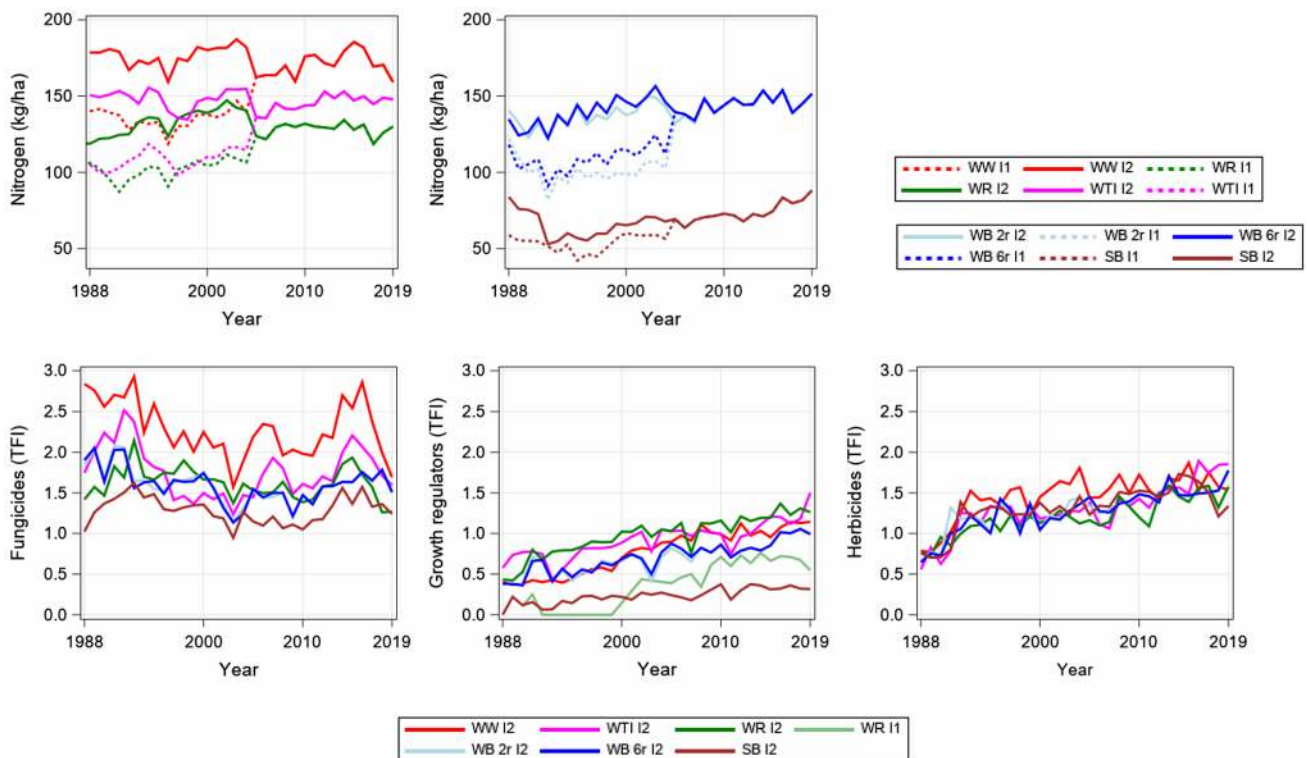 200
150
100
50
Nitrogen (kg/ha)
1988 2000 2010 2019
Year
200
150
100
50
Nitrogen (kg/ha)
1988 2000 2010 2019
Year
WW I1 WW I2 WR I1
WR I2 WTI I2 WTI I1
WB 2r I2 WB 2r I1 WB 6r I2
WB 6r I1 SB I1 SB I2
3.0
2.5
2.0
1.5
1.0
0.5
0.0
Fungicides (TFI)
1988 2000 2010 2019
Year
3.0
2.5
2.0
1.5
1.0
0.5
0.0
Growth regulators (TFI)
1988 2000 2010 2019
Year
3.0
2.5
2.0
1.5
1.0
0.5
0.0
Herbicides (TFI)
1988 2000 2010 2019
Year
WW I2 WTI I2 WR I2 WR I1
WB 2r I2 WB 6r I2 SB I2